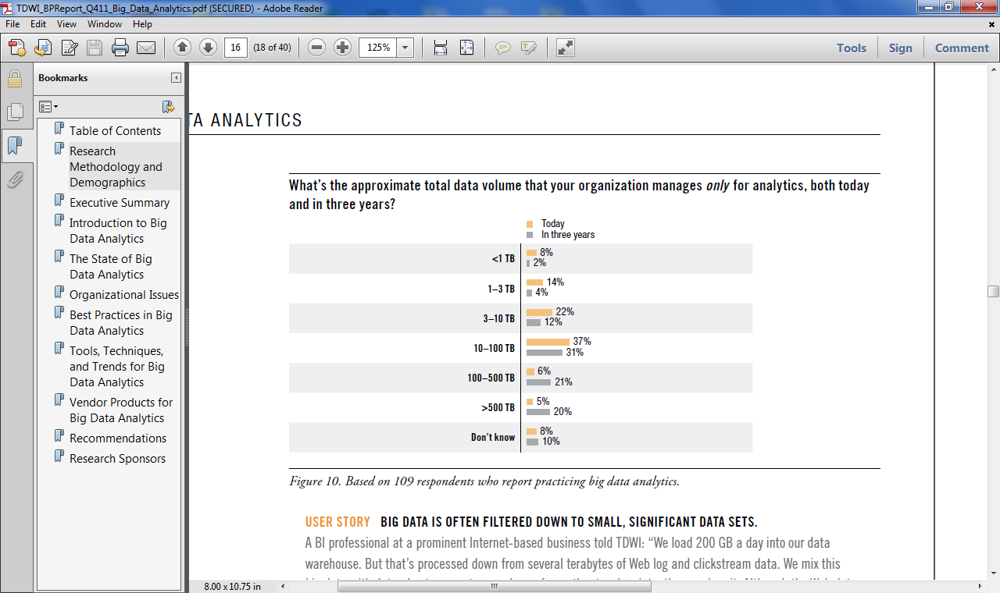 TDWI_BPReport_Q411_Big_Data_Analytics.pdf (SECURED) - Adobe Reader
File Edit View Window Help
16 (18 of 40) 125% Tools Sign Comment
Bookmarks
Table of Contents
Research
Methodology and
Demographics
Executive Summary
Introduction to Big
Data Analytics
The State of Big
Data Analytics
Organizational Issues
Best Practices in Big
Data Analytics
Tools, Techniques,
and Trends for Big
Data Analytics
Vendor Products for
Big Data Analytics
Recommendations
Research Sponsors
TA ANALYTICS
What’s the approximate total data volume that your organization manages only for analytics, both today
and in three years?
Today
In three years
<1 TB 8%
2%
1–3 TB 14%
4%
3–10 TB 22%
12%
10–100 TB 37%
31%
100–500 TB 6%
21%
>500 TB 5%
20%
Don’t know 8%
10%
Figure 10. Based on 109 respondents who report practicing big data analytics.
USER STORY BIG DATA IS OFTEN FILTERED DOWN TO SMALL, SIGNIFICANT DATA SETS.
A BI professional at a prominent Internet-based business told TDWI: “We load 200 GB a day into our data
warehouse. But that’s processed down from several terabytes of Web log and clickstream data. We mix this
8.00 x 10.75 in